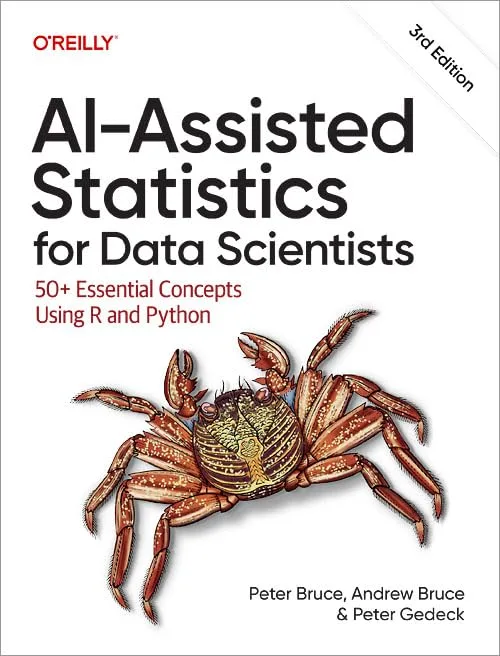 O'REILLY®
3rd Edition
AI-Assisted
Statistics
for Data Scientists
50+ Essential Concepts
Using R and Python
Peter Bruce, Andrew Bruce
& Peter Gedeck